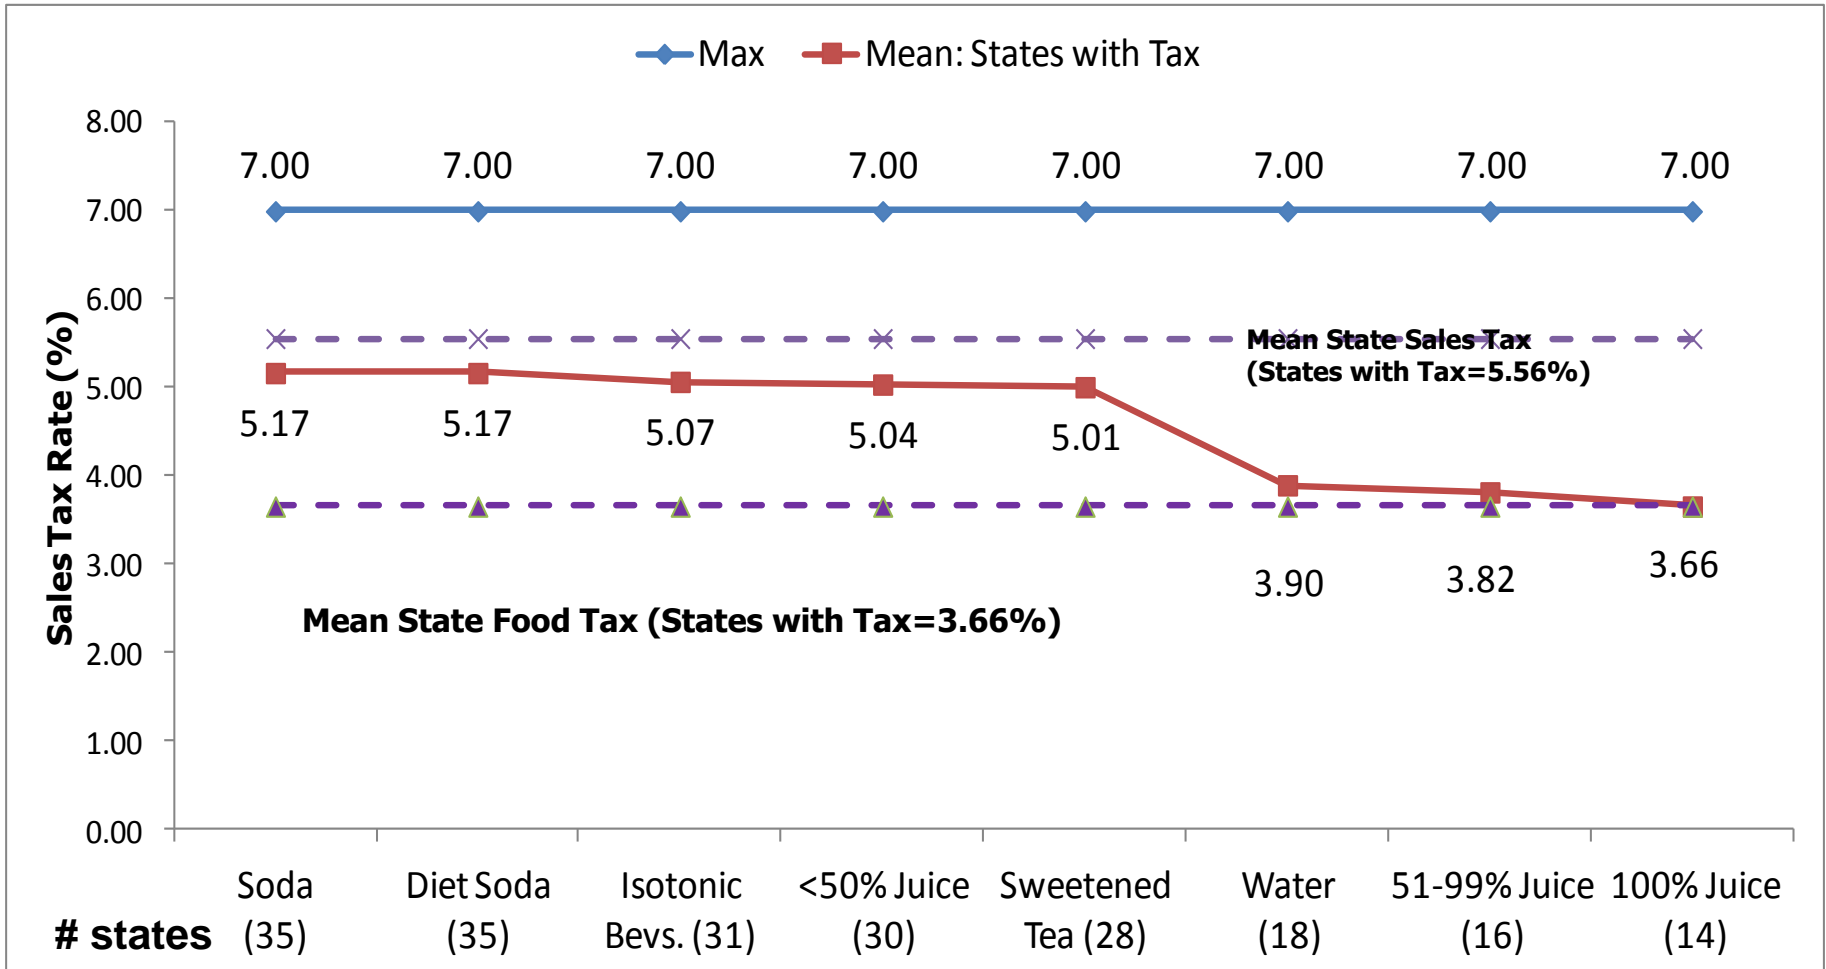 Max Mean: States with Tax
8.00
7.00 7.00 7.00 7.00 7.00 7.00 7.00 7.00
7.00
6.00
Mean State Sales Tax
(States with Tax=5.56%)
5.00
5.17 5.17 5.07 5.04 5.01
4.00
3.00
3.90 3.82 3.66
Mean State Food Tax (States with Tax=3.66%)
2.00
1.00
0.00
Sales Tax Rate (%)
Soda Diet Soda Isotonic <50% Juice Sweetened Water 51-99% Juice 100% Juice
# states (35) (35) Bevs. (31) (30) Tea (28) (18) (16) (14)